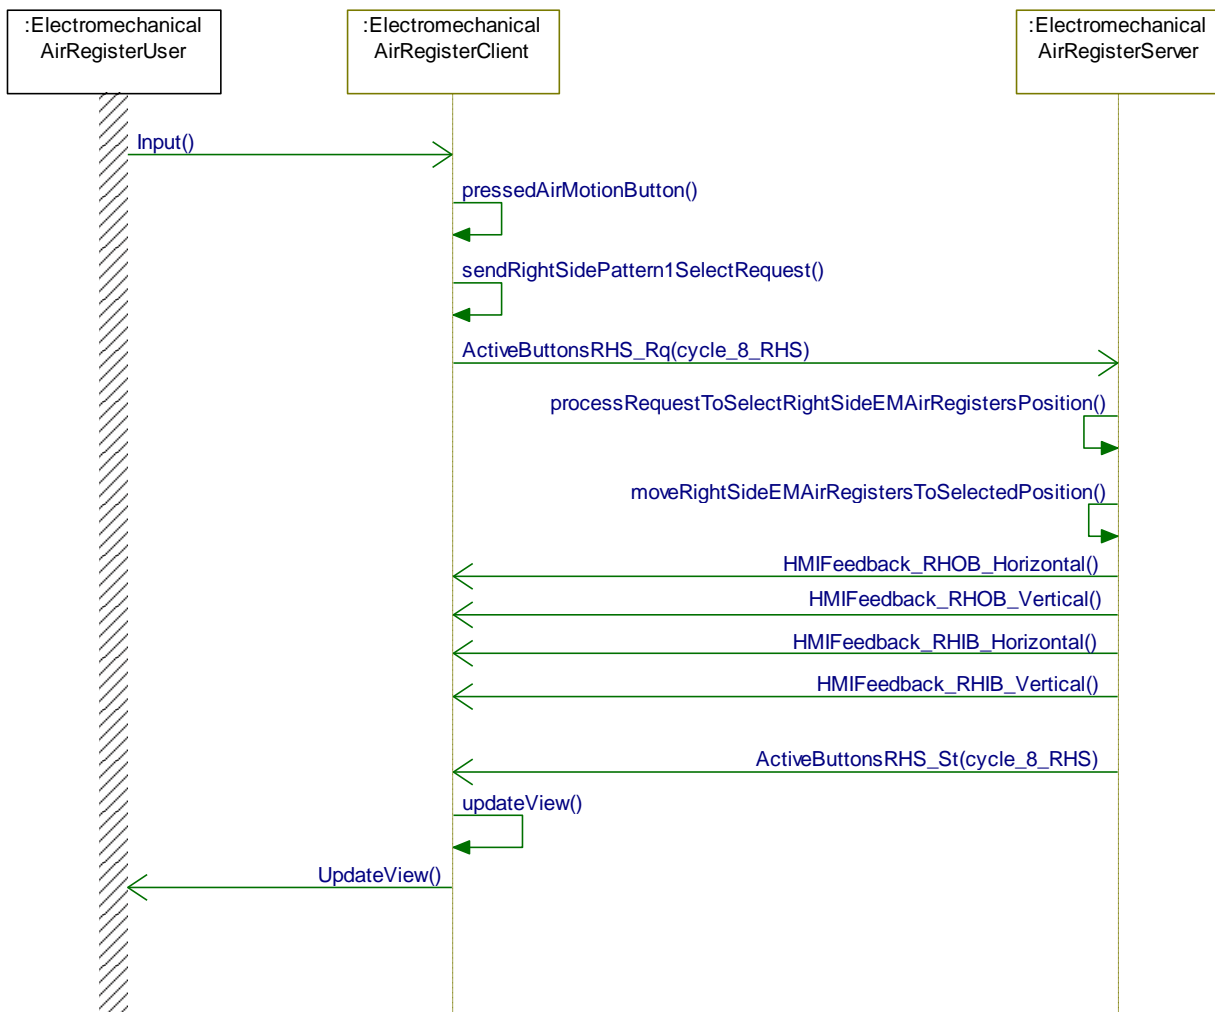 :Electromechanical
AirRegisterUser
:Electromechanical
AirRegisterClient
:Electromechanical
AirRegisterServer
Input()
pressedAirMotionButton()
sendRightSidePattern1SelectRequest()
ActiveButtonsRHS_Rq(cycle_8_RHS)
processRequestToSelectRightSideEMAirRegistersPosition()
moveRightSideEMAirRegistersToSelectedPosition()
HMIFeedback_RHOB_Horizontal()
HMIFeedback_RHOB_Vertical()
HMIFeedback_RHIB_Horizontal()
HMIFeedback_RHIB_Vertical()
ActiveButtonsRHS_St(cycle_8_RHS)
updateView()
UpdateView()